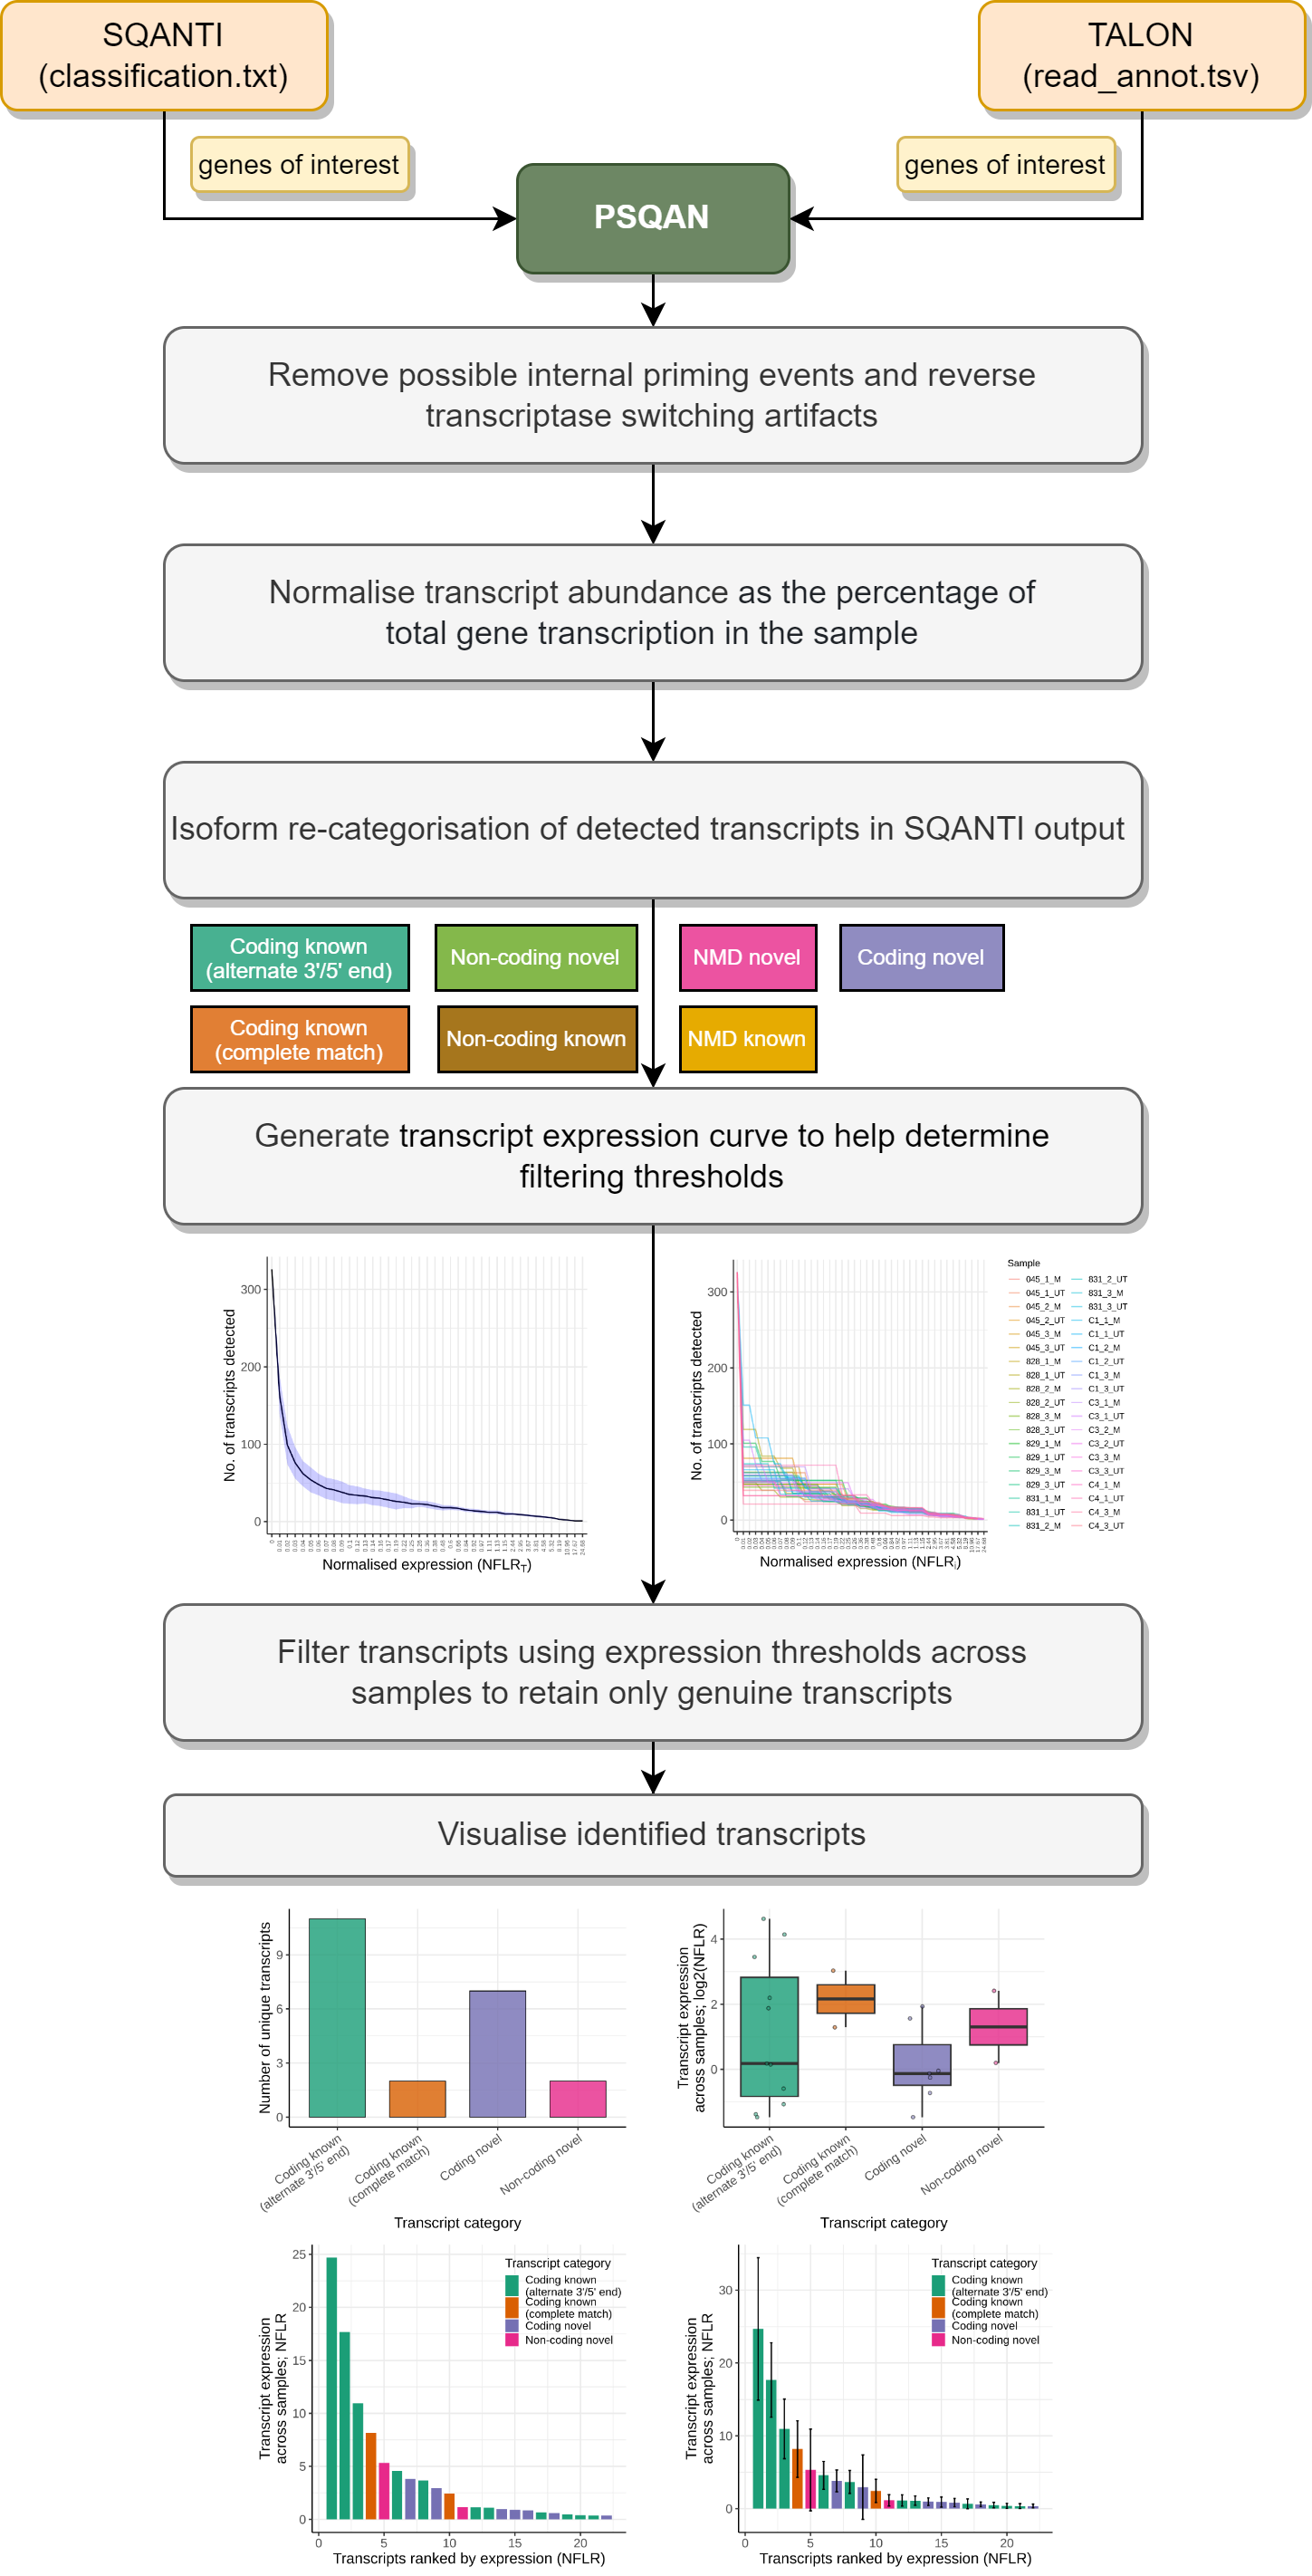 SQANTI
(classification.txt)
TALON
(read_annot.tsv)
genes of interest
genes of interest
PSQAN
Remove possible internal priming events and reverse
transcriptase switching artifacts
Normalise transcript abundance as the percentage of
total gene transcription in the sample
Isoform re-categorisation of detected transcripts in SQANTI output
Coding known
(alternate 3'/5' end)
Non-coding novel
NMD novel
Coding novel
Coding known
(complete match)
Non-coding known
NMD known
Generate transcript expression curve to help determine
filtering thresholds
No. of transcripts detected
300
200
100
0
Normalised expression (NFLR_T)
No. of transcripts detected
300
200
100
0
Normalised expression (NFLR_i)
Sample
045_1_M 831_2_UT
045_1_UT 831_3_M
045_2_M 831_3_UT
045_2_UT C1_1_M
045_3_M C1_1_UT
045_3_UT C1_2_M
828_1_M C1_2_UT
828_1_UT C1_3_M
828_2_M C1_3_UT
828_2_UT C3_1_M
828_3_M C3_1_UT
828_3_UT C3_2_M
829_1_M C3_2_UT
829_1_UT C3_3_M
829_3_M C3_3_UT
829_3_UT C4_1_M
831_1_M C4_1_UT
831_1_UT C4_3_M
831_2_M C4_3_UT
Filter transcripts using expression thresholds across
samples to retain only genuine transcripts
Visualise identified transcripts
Number of unique transcripts
9
6
3
0
Coding known
(alternate 3'/5' end)
Coding known
(complete match)
Coding novel
Non-coding novel
Transcript category
Transcript expression
across samples; log2(NFLR)
4
2
0
Coding known
(alternate 3'/5' end)
Coding known
(complete match)
Coding novel
Non-coding novel
Transcript category
Transcript expression
across samples; NFLR
25
20
15
10
5
0
Transcript category
Coding known
(alternate 3'/5' end)
Coding known
(complete match)
Coding novel
Non-coding novel
0 5 10 15 20
Transcripts ranked by expression (NFLR)
Transcript expression
across samples; NFLR
30
20
10
0
Transcript category
Coding known
(alternate 3'/5' end)
Coding known
(complete match)
Coding novel
Non-coding novel
0 5 10 15 20
Transcripts ranked by expression (NFLR)